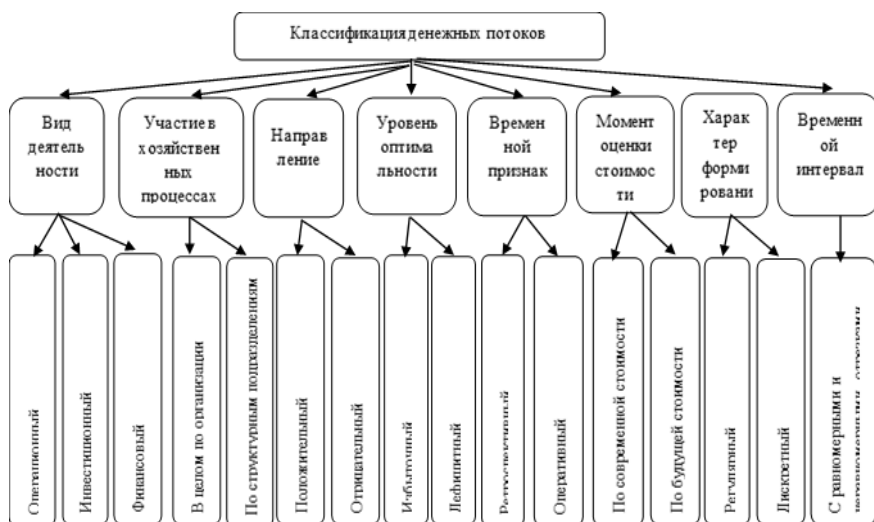 Классификация денежных потоков
Вид
деятель
ности
Участие в
хозяйствен
ных процессах
Направ
ление
Уровень
оптима
льности
Времен
ной признак
Момент
оценки
стоимос
ти
Харак
тер
форми
ровани
Временн
ой интервал
Операционный
Инвестиционный
Финансовый
В целом по организации
По структурным подразделениям
Положительный
Отрицательный
Избыточный
Дефицитный
Ретроспективный
Оперативный
По современной стоимости
По будущей стоимости
Регулярный
Дискретный
С равномерными и